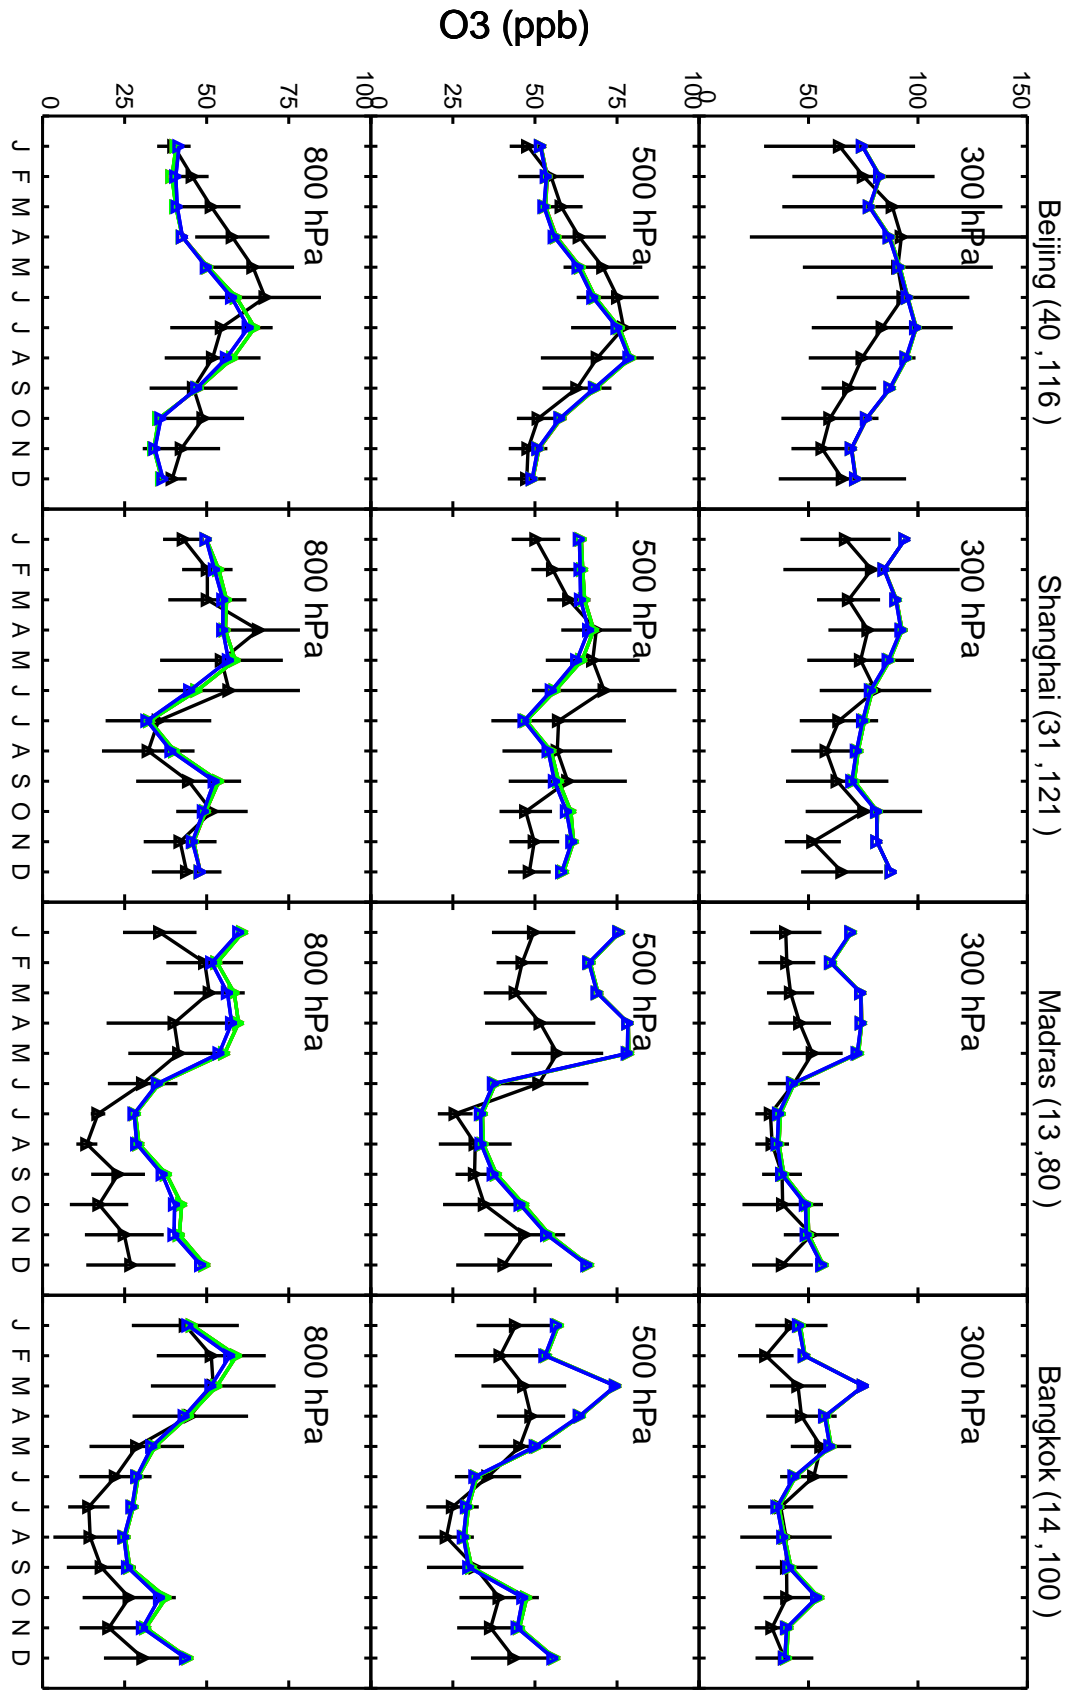 Beijing (40 ,116 )
Shanghai (31 ,121 )
Madras (13 ,80 )
Bangkok (14 ,100 )
O3 (ppb)
150
100
50
0
300 hPa
300 hPa
300 hPa
300 hPa
100
75
50
25
0
500 hPa
500 hPa
500 hPa
500 hPa
100
75
50
25
0
800 hPa
800 hPa
800 hPa
800 hPa
J F M A M J J A S O N D
J F M A M J J A S O N D
J F M A M J J A S O N D
J F M A M J J A S O N D